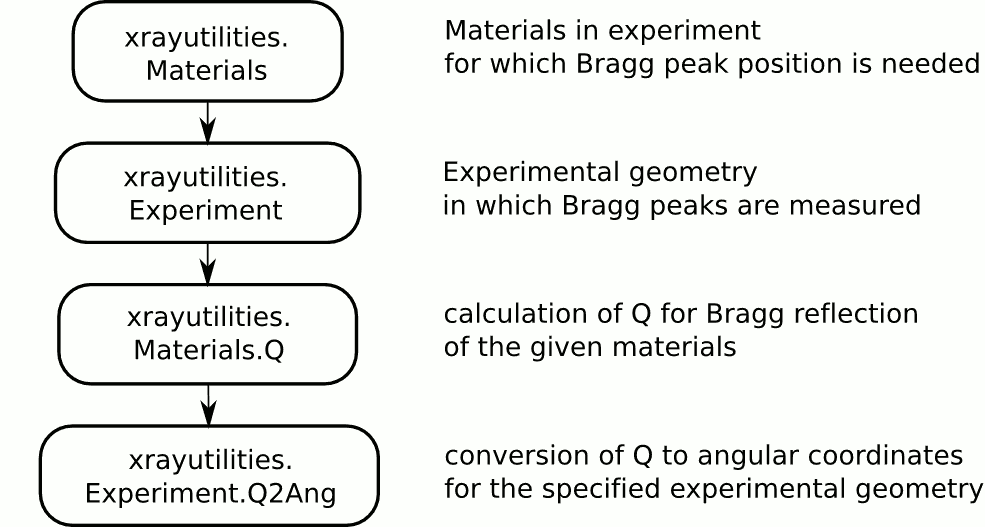 xrayutilities.
Materials
Materials in experiment
for which Bragg peak position is needed
xrayutilities.
Experiment
Experimental geometry
in which Bragg peaks are measured
xrayutilities.
Materials.Q
calculation of Q for Bragg reflection
of the given materials
xrayutilities.
Experiment.Q2Ang
conversion of Q to angular coordinates
for the specified experimental geometry